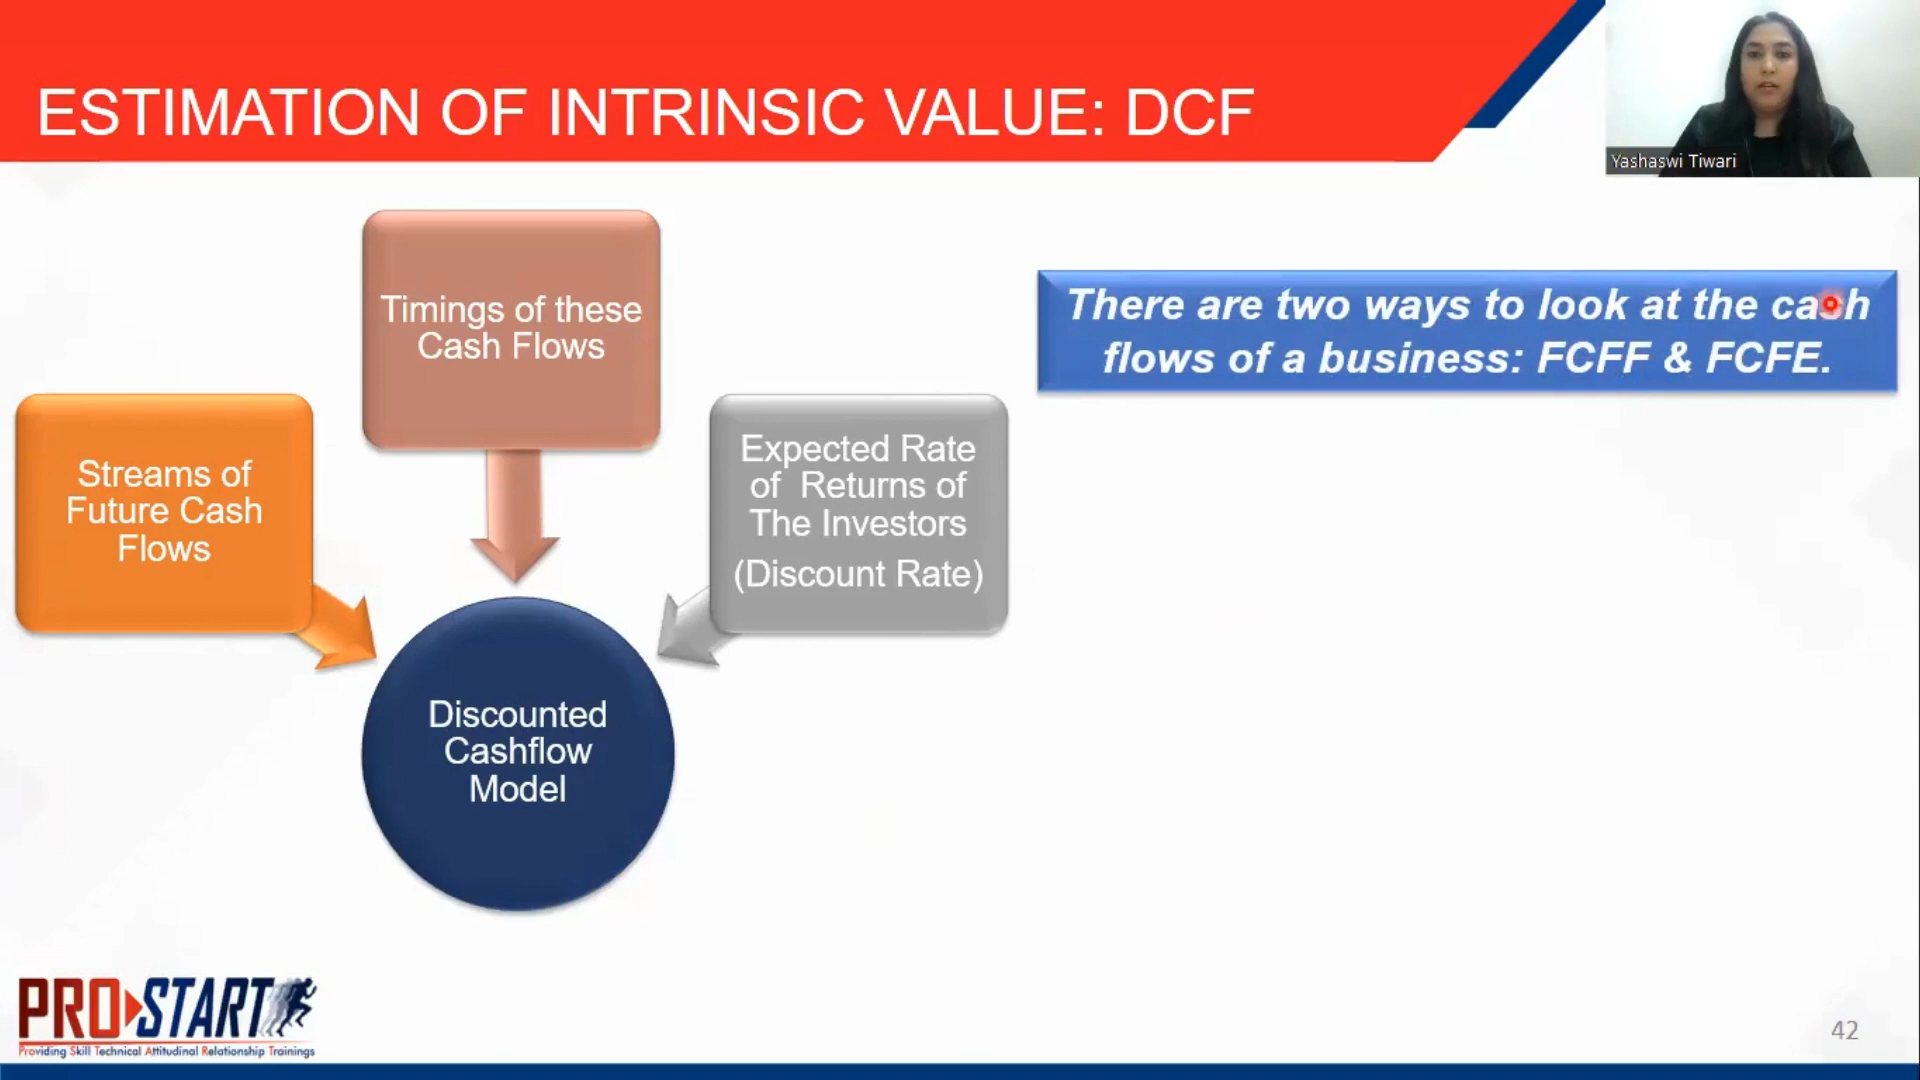 ESTIMATION OF INTRINSIC VALUE: DCF
Yashaswi Tiwari
Timings of these
Cash Flows
There are two ways to look at the cash
flows of a business: FCFF & FCFE.
Streams of
Future Cash
Flows
Expected Rate
of Returns of
The Investors
(Discount Rate)
Discounted
Cashflow
Model
PRO START
Providing Skill Technical Attitudinal Relationship Trainings
42